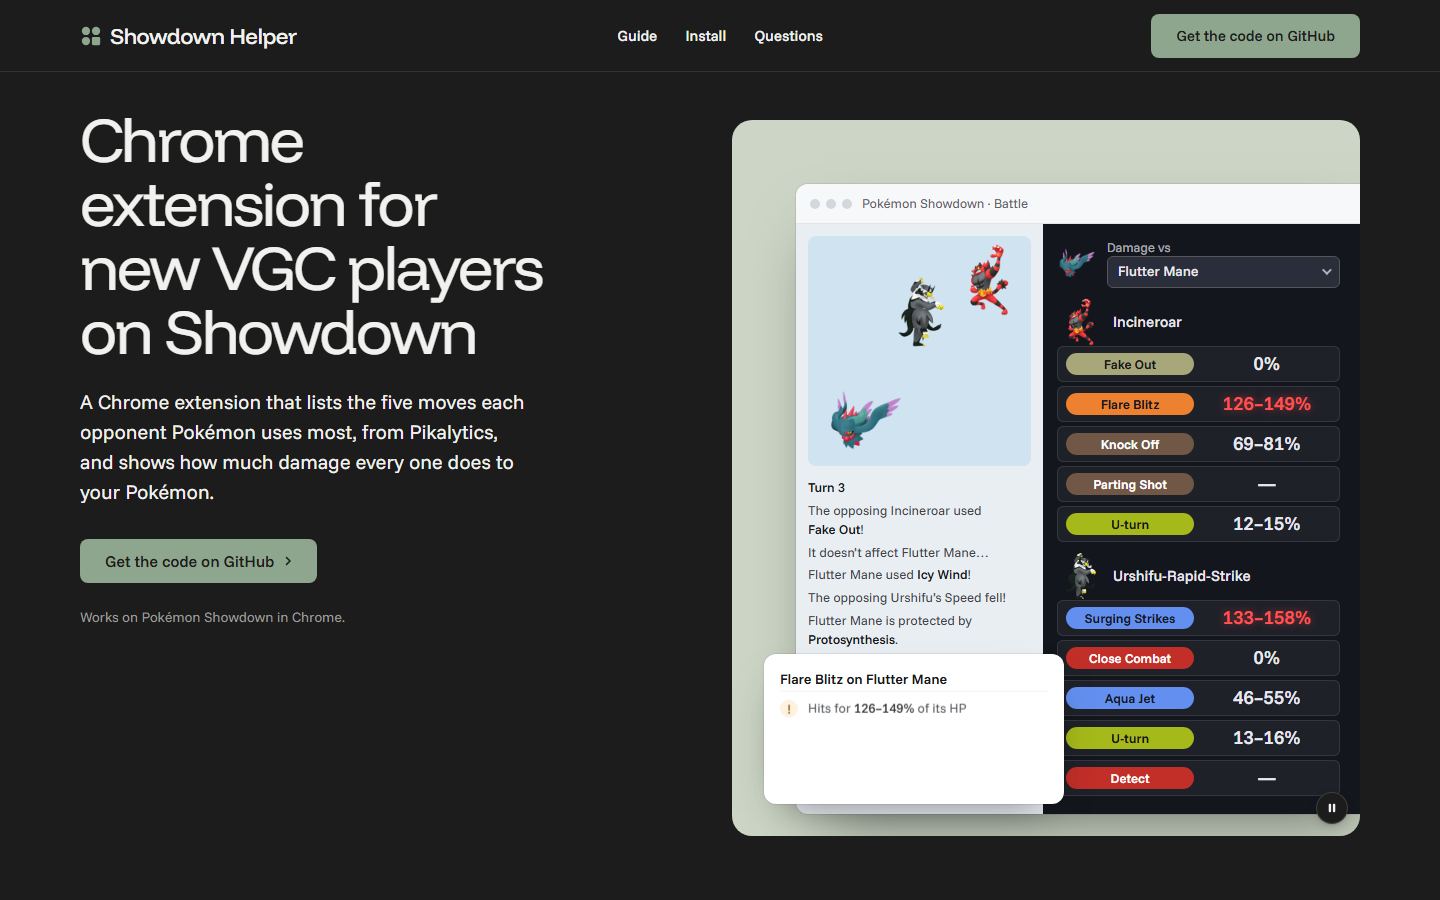 Showdown Helper
Guide
Install
Questions
Get the code on GitHub
Chrome
extension for
new VGC players
on Showdown
A Chrome extension that lists the five moves each
opponent Pokémon uses most, from Pikalytics,
and shows how much damage every one does to
your Pokémon.
Get the code on GitHub
Works on Pokémon Showdown in Chrome.
Pokémon Showdown · Battle
Turn 3
The opposing Incineroar used
Fake Out!
It doesn't affect Flutter Mane…
Flutter Mane used Icy Wind!
The opposing Urshifu's Speed fell!
Flutter Mane is protected by
Protosynthesis.
Flare Blitz on Flutter Mane
! Hits for 126–149% of its HP
Damage vs
Flutter Mane
Incineroar
Fake Out 0%
Flare Blitz 126–149%
Knock Off 69–81%
Parting Shot —
U-turn 12–15%
Urshifu-Rapid-Strike
Surging Strikes 133–158%
Close Combat 0%
Aqua Jet 46–55%
U-turn 13–16%
Detect —